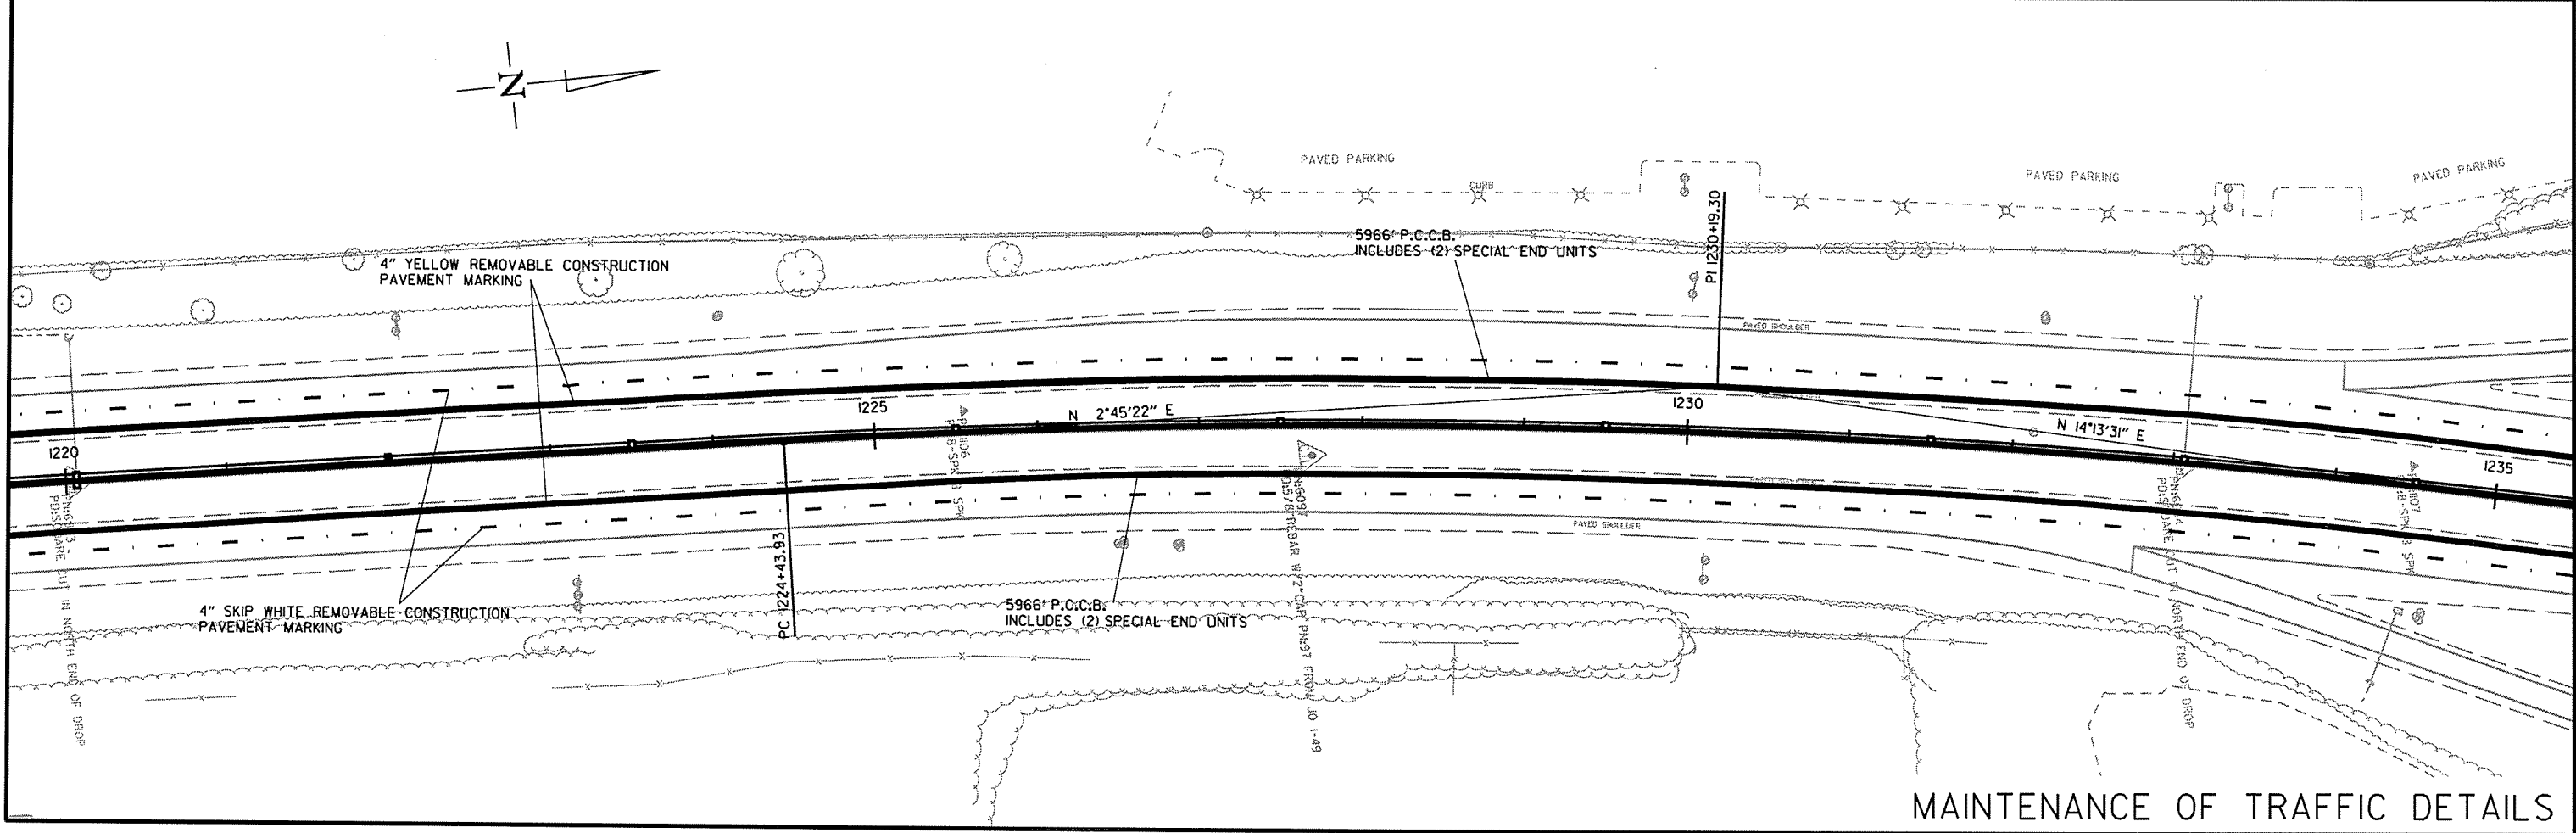 N
PAVED PARKING
CURB
PAVED PARKING
PAVED PARKING
4" YELLOW REMOVABLE CONSTRUCTION
PAVEMENT MARKING
5966' P.C.C.B.
INCLUDES (2) SPECIAL END UNITS
PI 1230+19.30
PAVED SHOULDER
1220
1225
N 2°45'22" E
1230
N 14°13'31" E
1235
PAVED SHOULDER
PC 1224+43.93
4" SKIP WHITE REMOVABLE CONSTRUCTION
PAVEMENT MARKING
5966' P.C.C.B.
INCLUDES (2) SPECIAL END UNITS
MAINTENANCE OF TRAFFIC DETAILS